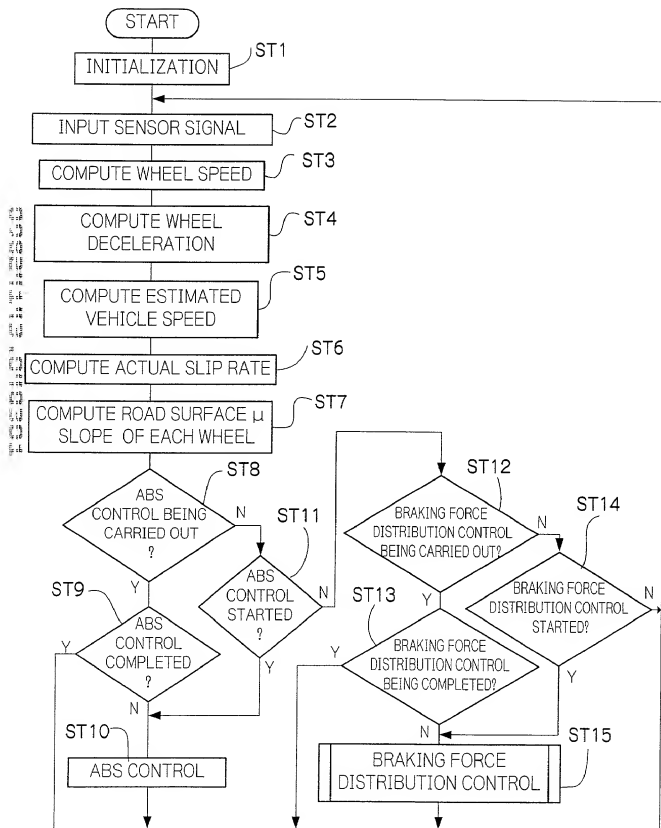 START
ST1
INITIALIZATION
ST2
INPUT SENSOR SIGNAL
ST3
COMPUTE WHEEL SPEED
ST4
COMPUTE WHEEL
DECELERATION
ST5
COMPUTE ESTIMATED
VEHICLE SPEED
ST6
COMPUTE ACTUAL SLIP RATE
ST7
COMPUTE ROAD SURFACE μ
SLOPE OF EACH WHEEL
ST8
ABS
CONTROL BEING
CARRIED OUT
?
N
Y
ST11
ABS
CONTROL
STARTED
?
N
Y
ST9
ABS
CONTROL
COMPLETED
?
Y
N
ST10
ABS CONTROL
ST12
BRAKING FORCE
DISTRIBUTION CONTROL
BEING CARRIED OUT?
N
Y
ST14
BRAKING FORCE
DISTRIBUTION CONTROL
STARTED?
N
Y
ST13
BRAKING FORCE
DISTRIBUTION CONTROL
BEING COMPLETED?
Y
N
ST15
BRAKING FORCE
DISTRIBUTION CONTROL